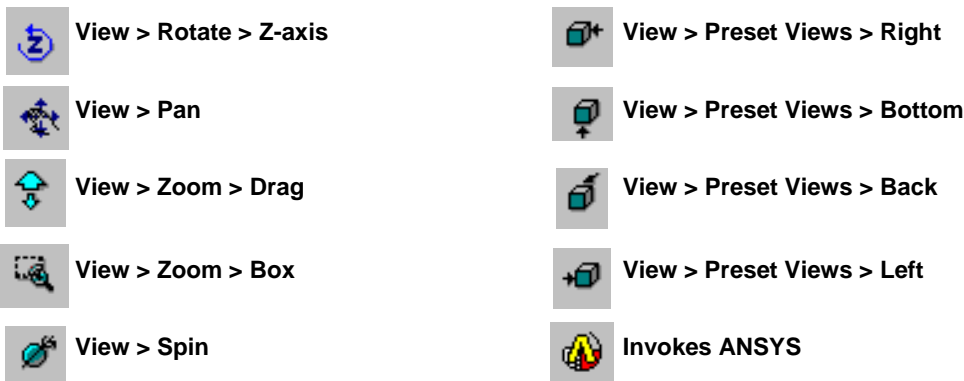 View > Rotate > Z-axis
View > Pan
View > Zoom > Drag
View > Zoom > Box
View > Spin
View > Preset Views > Right
View > Preset Views > Bottom
View > Preset Views > Back
View > Preset Views > Left
Invokes ANSYS